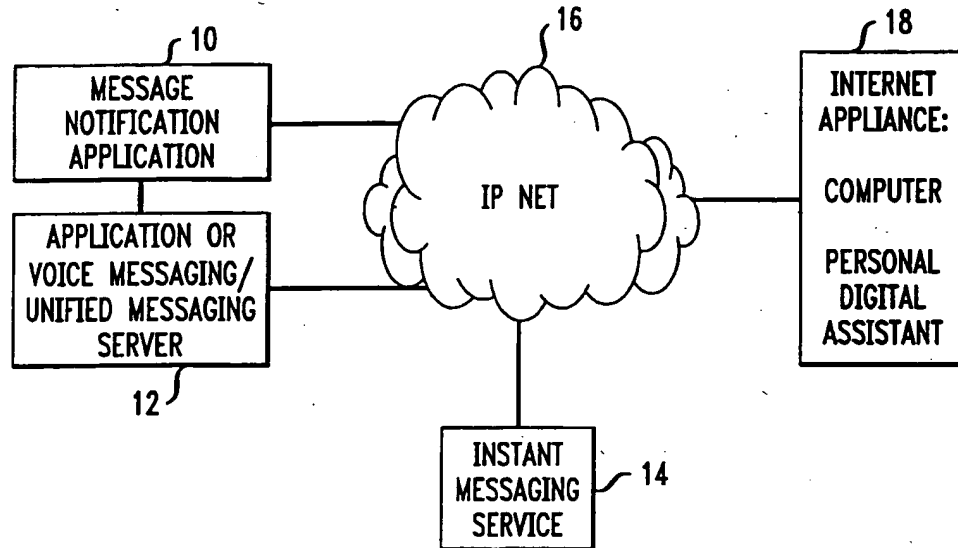 10
MESSAGE
NOTIFICATION
APPLICATION
APPLICATION OR
VOICE MESSAGING/
UNIFIED MESSAGING
SERVER
12
16
IP NET
INSTANT
MESSAGING
SERVICE
14
18
INTERNET
APPLIANCE:
COMPUTER
PERSONAL
DIGITAL
ASSISTANT